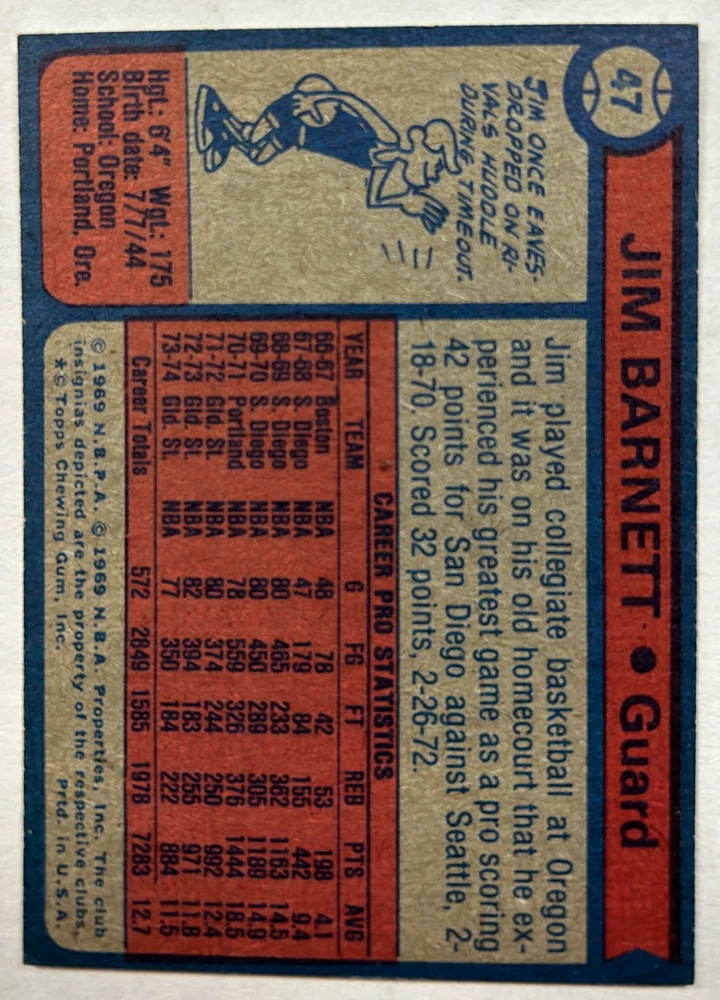 47
JIM BARNETT • Guard
JIM ONCE EAVES-
DROPPED ON RI-
VALS HUDDLE
DURING TIMEOUT.
Hgt.: 6'4" Wgt.: 175
Birth date: 7/7/44
School: Oregon
Home: Portland, Ore.
Jim played collegiate basketball at Oregon
and it was on his old homecourt that he ex-
perienced his greatest game as a pro scoring
42 points for San Diego against Seattle, 2-
18-70. Scored 32 points, 2-26-72.
CAREER PRO STATISTICS
YEAR TEAM G FG FT REB PTS AVG
66-67 Boston NBA 48 78 42 53 198 4.1
67-68 S. Diego NBA 47 179 84 155 442 9.4
68-69 S. Diego NBA 80 465 233 362 1163 14.5
69-70 S. Diego NBA 80 450 289 305 1189 14.9
70-71 Portland NBA 78 559 326 376 1444 18.5
71-72 Gld. St. NBA 80 374 244 250 992 12.4
72-73 Gld. St. NBA 82 394 183 255 971 11.8
73-74 Gld. St. NBA 77 350 184 222 884 11.5
Career Totals 572 2849 1585 1978 7283 12.7
© 1969 N.B.P.A. © 1969 N.B.A. Properties, Inc. The club
insignias depicted are the property of the respective clubs.
*© Topps Chewing Gum, Inc. Prtd. in U.S.A.